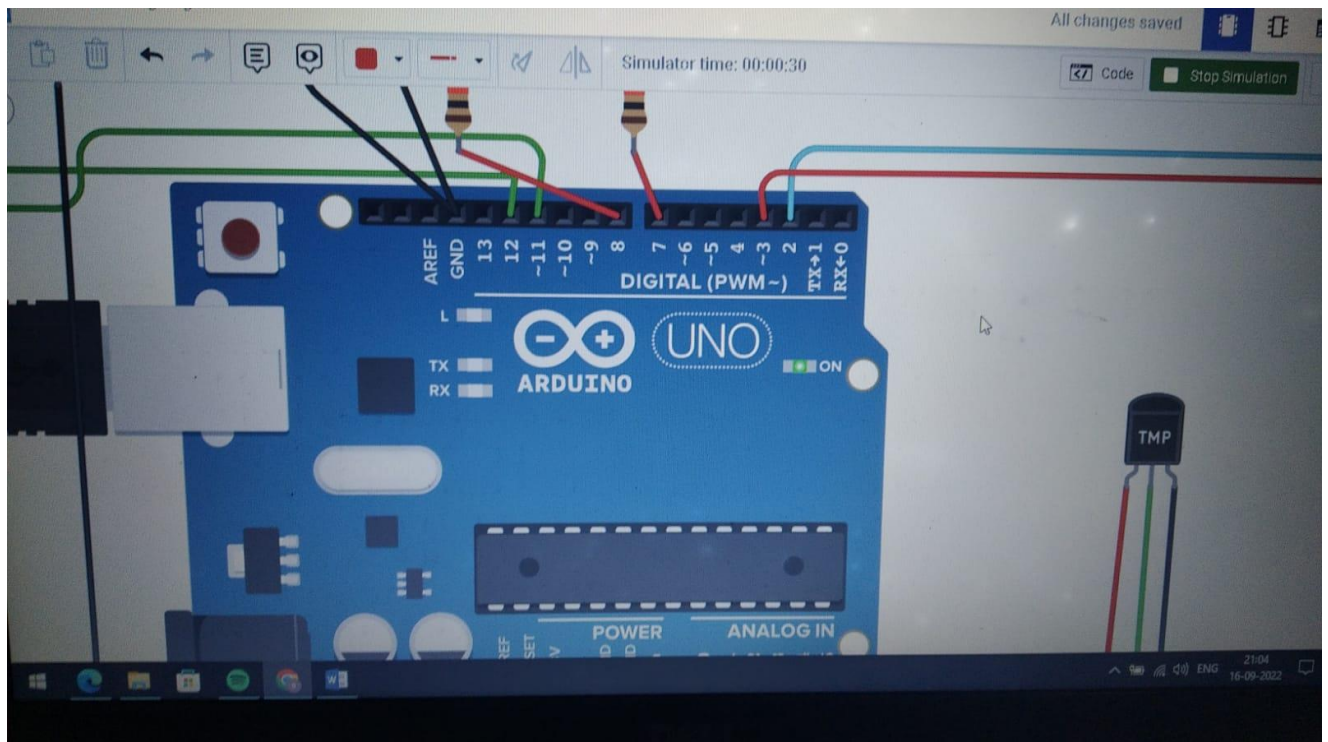 All changes saved
Simulator time: 00:00:30
Code
Stop Simulation
AREF
GND
13
12
~11
~10
~9
8
7
~6
~5
4
~3
2
TX→1
RX←0
DIGITAL (PWM~)
L
TX
RX
UNO
ARDUINO
ON
TMP
POWER
ANALOG IN
ENG
21:04
16-09-2022